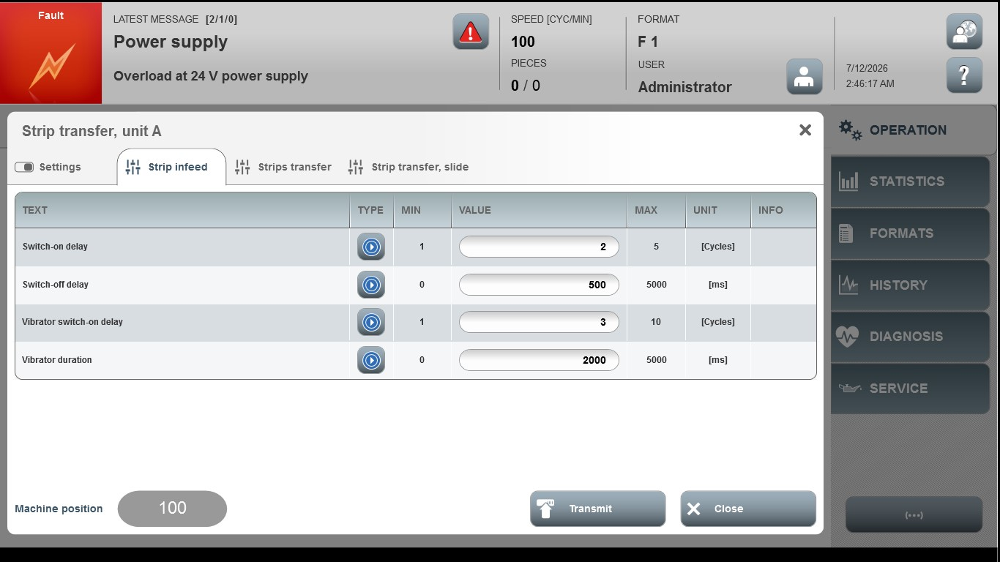 Fault
LATEST MESSAGE [2/1/0]
Power supply
Overload at 24 V power supply
SPEED [CYC/MIN]
100
PIECES
0 / 0
FORMAT
F 1
USER
Administrator
7/12/2026
2:46:17 AM
?
Strip transfer, unit A
Settings
Strip infeed
Strips transfer
Strip transfer, slide
TEXT TYPE MIN VALUE MAX UNIT INFO
Switch-on delay 1 2 5 [Cycles]
Switch-off delay 0 500 5000 [ms]
Vibrator switch-on delay 1 3 10 [Cycles]
Vibrator duration 0 2000 5000 [ms]
Machine position 100
Transmit
Close
OPERATION
STATISTICS
FORMATS
HISTORY
DIAGNOSIS
SERVICE
(•••)